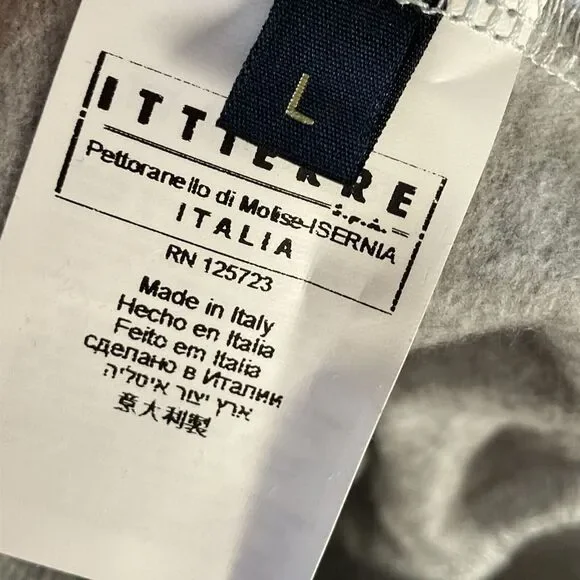 L
ITTIERRE
s.p.a.
Pettoranello di Molise-ISERNIA
ITALIA
RN 125723
Made in Italy
Hecho en Italia
Feito em Italia
сделано в Италии
ארץ יצור איטליה
意大利製